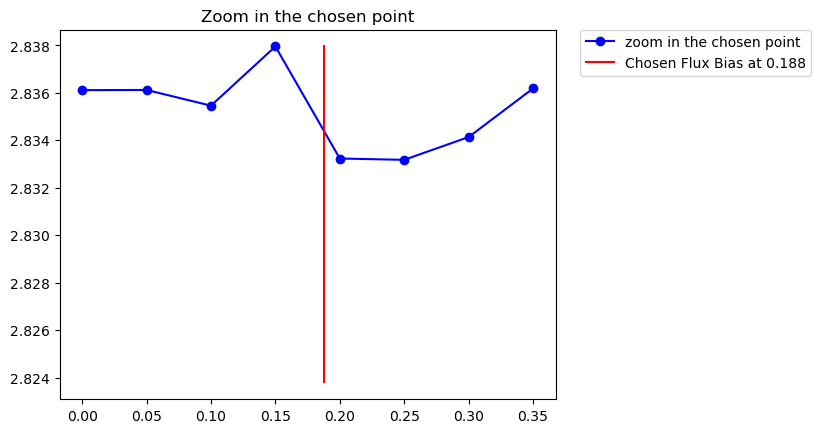 Zoom in the chosen point
zoom in the chosen point
Chosen Flux Bias at 0.188
2.838
2.836
2.834
2.832
2.830
2.828
2.826
2.824
0.00 0.05 0.10 0.15 0.20 0.25 0.30 0.35